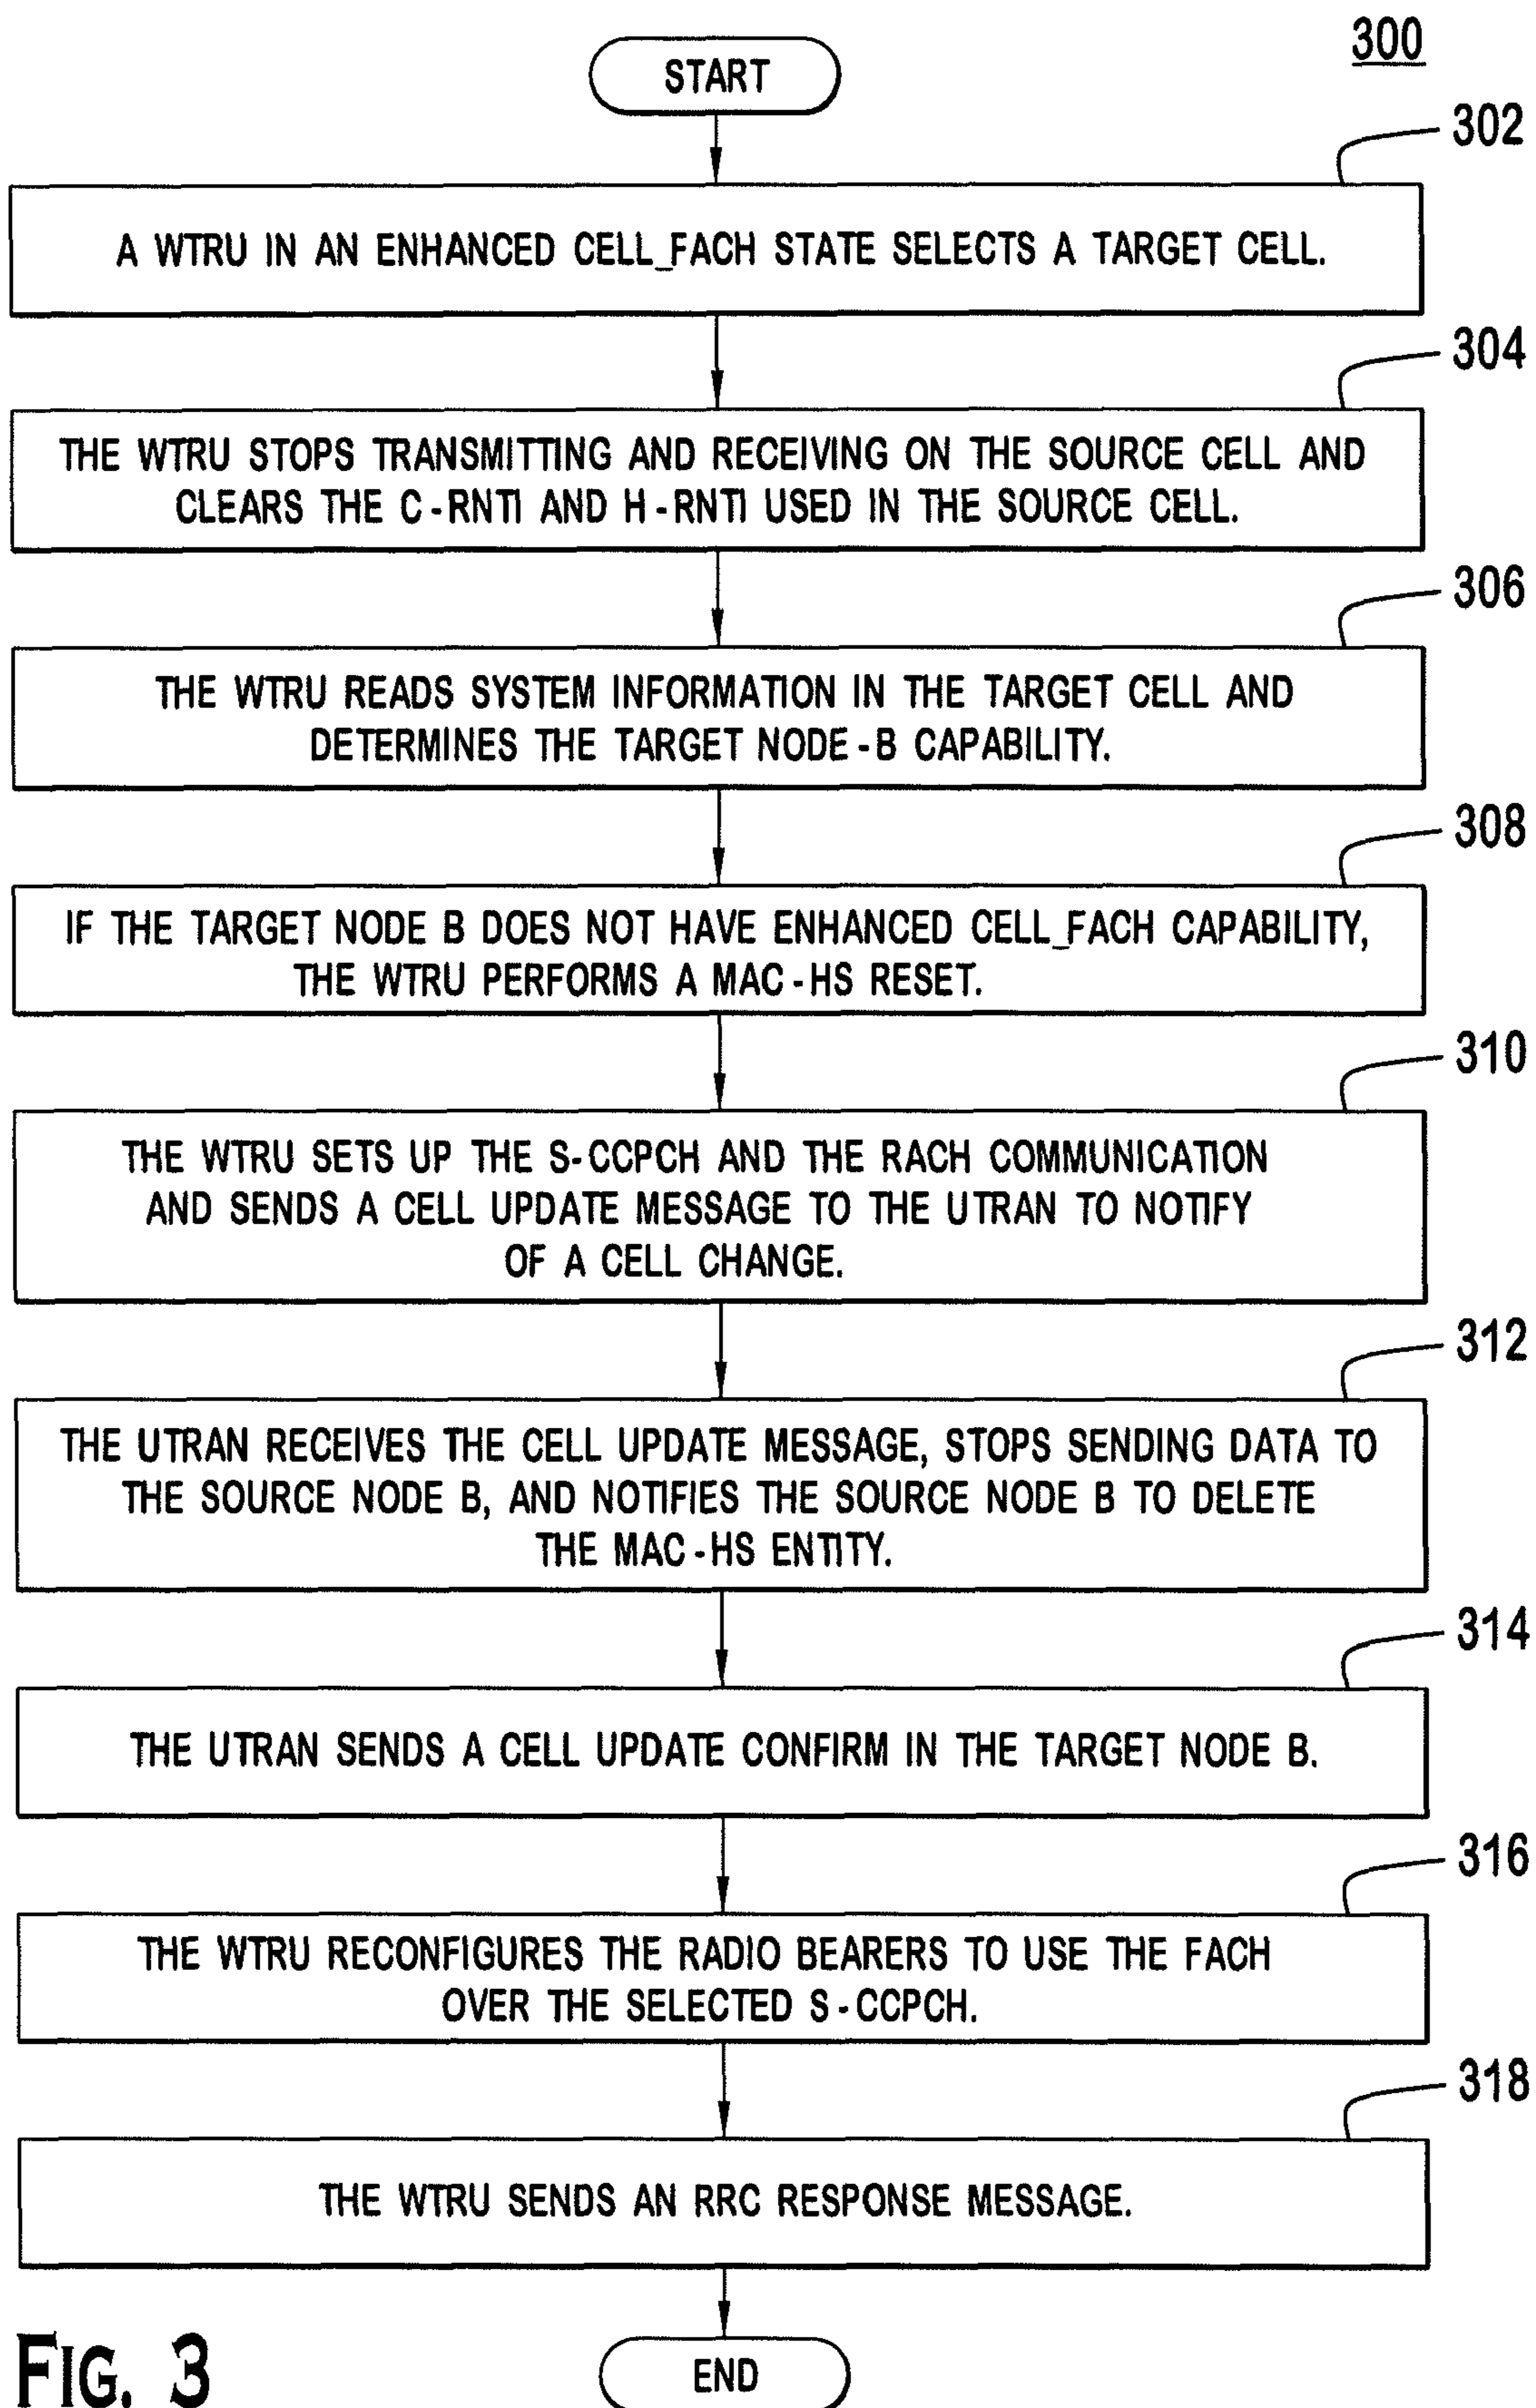 300
START
302
A WTRU IN AN ENHANCED CELL_FACH STATE SELECTS A TARGET CELL.
304
THE WTRU STOPS TRANSMITTING AND RECEIVING ON THE SOURCE CELL AND
CLEARS THE C-RNTI AND H-RNTI USED IN THE SOURCE CELL.
306
THE WTRU READS SYSTEM INFORMATION IN THE TARGET CELL AND
DETERMINES THE TARGET NODE-B CAPABILITY.
308
IF THE TARGET NODE B DOES NOT HAVE ENHANCED CELL_FACH CAPABILITY,
THE WTRU PERFORMS A MAC-HS RESET.
310
THE WTRU SETS UP THE S-CCPCH AND THE RACH COMMUNICATION
AND SENDS A CELL UPDATE MESSAGE TO THE UTRAN TO NOTIFY
OF A CELL CHANGE.
312
THE UTRAN RECEIVES THE CELL UPDATE MESSAGE, STOPS SENDING DATA TO
THE SOURCE NODE B, AND NOTIFIES THE SOURCE NODE B TO DELETE
THE MAC-HS ENTITY.
314
THE UTRAN SENDS A CELL UPDATE CONFIRM IN THE TARGET NODE B.
316
THE WTRU RECONFIGURES THE RADIO BEARERS TO USE THE FACH
OVER THE SELECTED S-CCPCH.
318
THE WTRU SENDS AN RRC RESPONSE MESSAGE.
END
FIG. 3